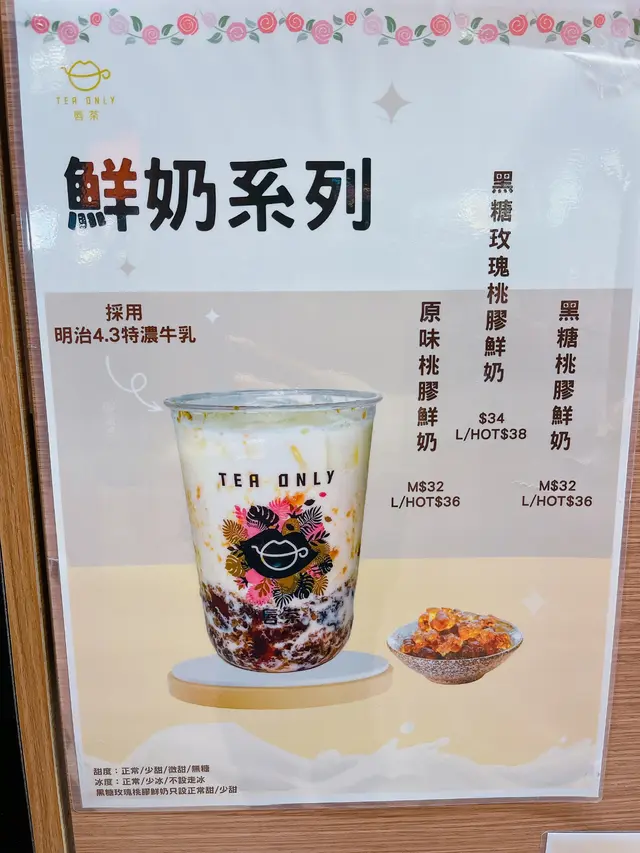 TEA ONLY
唇茶
鮮奶系列
採用
明治4.3特濃牛乳
原味桃膠鮮奶
M$32
L/HOT$36
黑糖玫瑰桃膠鮮奶
$34
L/HOT$38
黑糖桃膠鮮奶
M$32
L/HOT$36
TEA ONLY
唇茶
甜度：正常/少甜/微甜/無糖
冰度：正常/少冰/不設走冰
黑糖玫瑰桃膠鮮奶只設正常甜/少甜